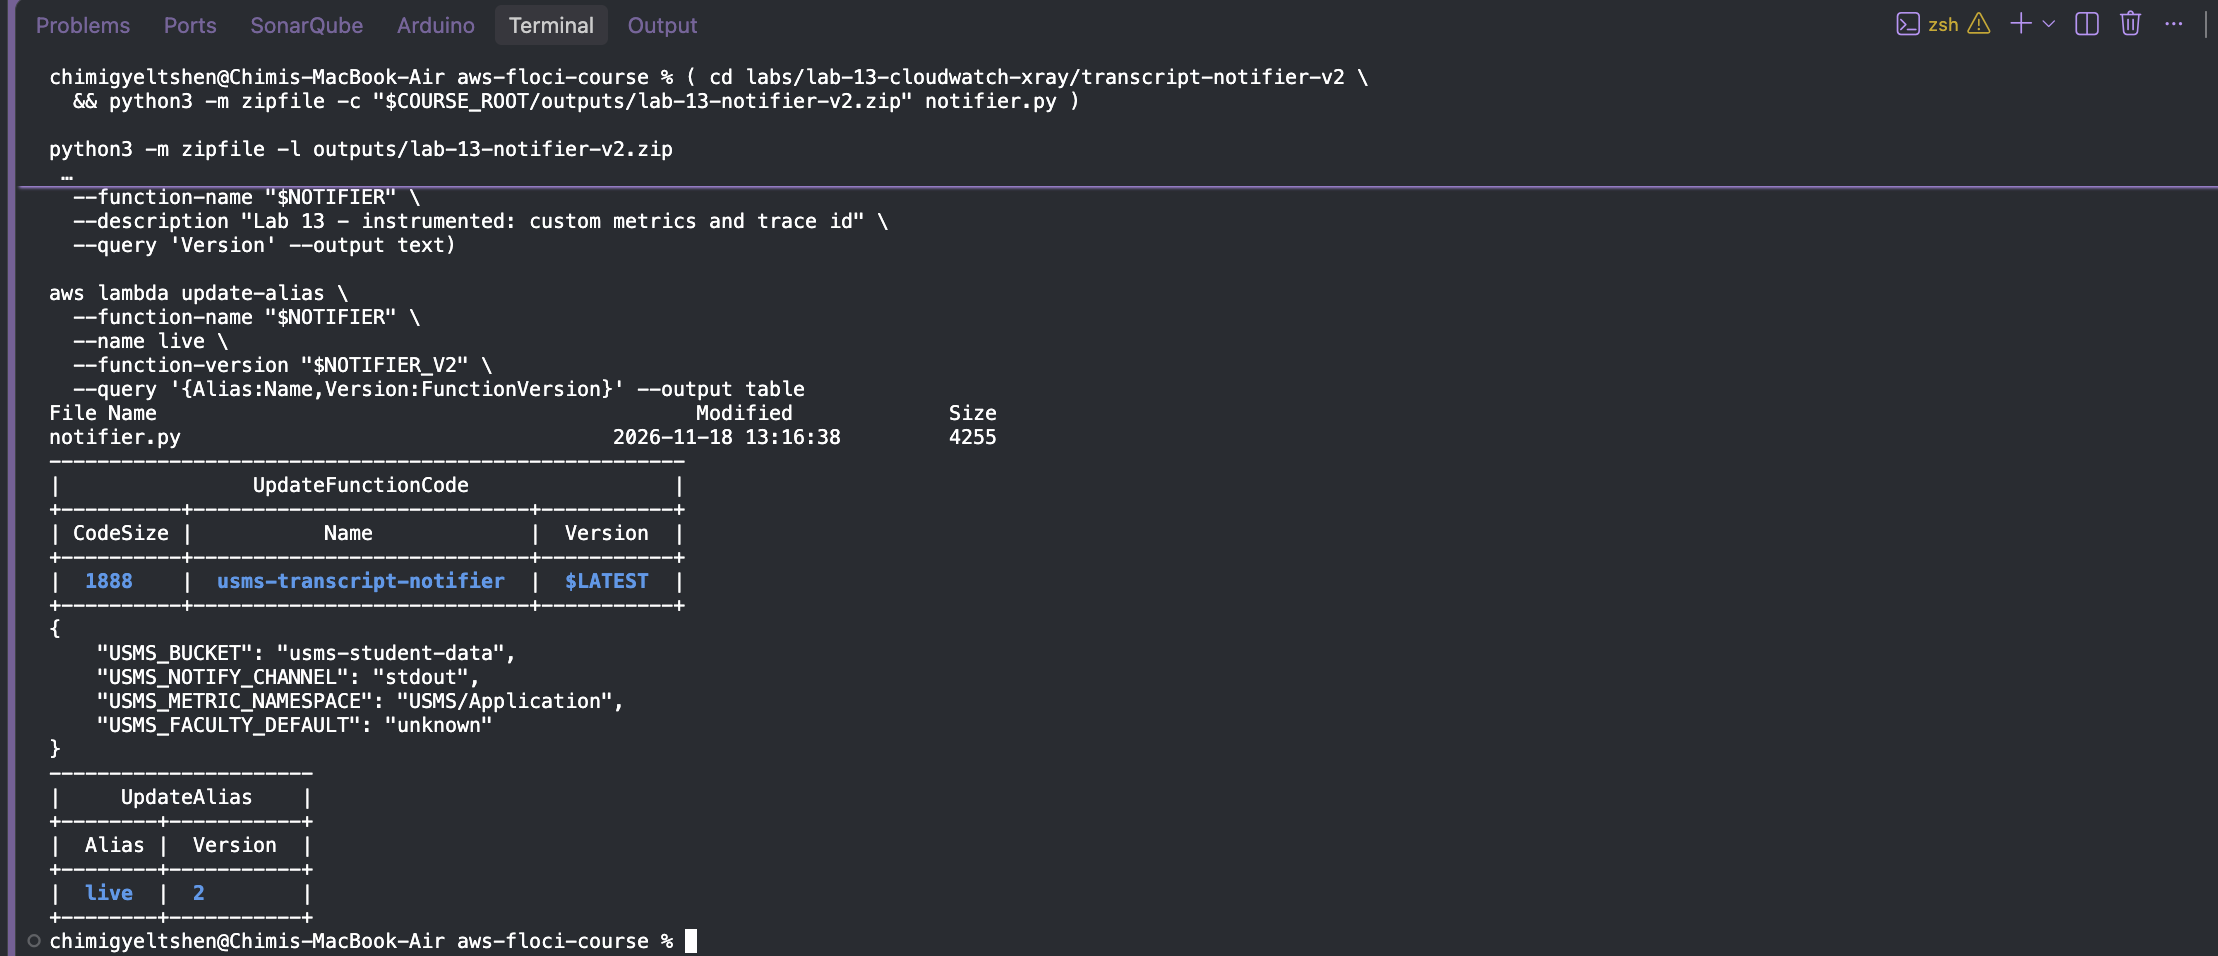 Problems Ports SonarQube Arduino Terminal Output zsh
chimigyeltshen@Chimis-MacBook-Air aws-floci-course % ( cd labs/lab-13-cloudwatch-xray/transcript-notifier-v2 \
  && python3 -m zipfile -c "$COURSE_ROOT/outputs/lab-13-notifier-v2.zip" notifier.py )

python3 -m zipfile -l outputs/lab-13-notifier-v2.zip
 …
  --function-name "$NOTIFIER" \
  --description "Lab 13 - instrumented: custom metrics and trace id" \
  --query 'Version' --output text)

aws lambda update-alias \
  --function-name "$NOTIFIER" \
  --name live \
  --function-version "$NOTIFIER_V2" \
  --query '{Alias:Name,Version:FunctionVersion}' --output table
File Name                                             Modified             Size
notifier.py                                    2026-11-18 13:16:38         4255
-----------------------------------------------------
|                UpdateFunctionCode                 |
+----------+----------------------------+-----------+
| CodeSize |           Name             |  Version  |
+----------+----------------------------+-----------+
|  1888    |  usms-transcript-notifier  |  $LATEST  |
+----------+----------------------------+-----------+
{
    "USMS_BUCKET": "usms-student-data",
    "USMS_NOTIFY_CHANNEL": "stdout",
    "USMS_METRIC_NAMESPACE": "USMS/Application",
    "USMS_FACULTY_DEFAULT": "unknown"
}
----------------------
|     UpdateAlias    |
+--------+-----------+
|  Alias |  Version  |
+--------+-----------+
|  live  |  2        |
+--------+-----------+
chimigyeltshen@Chimis-MacBook-Air aws-floci-course %